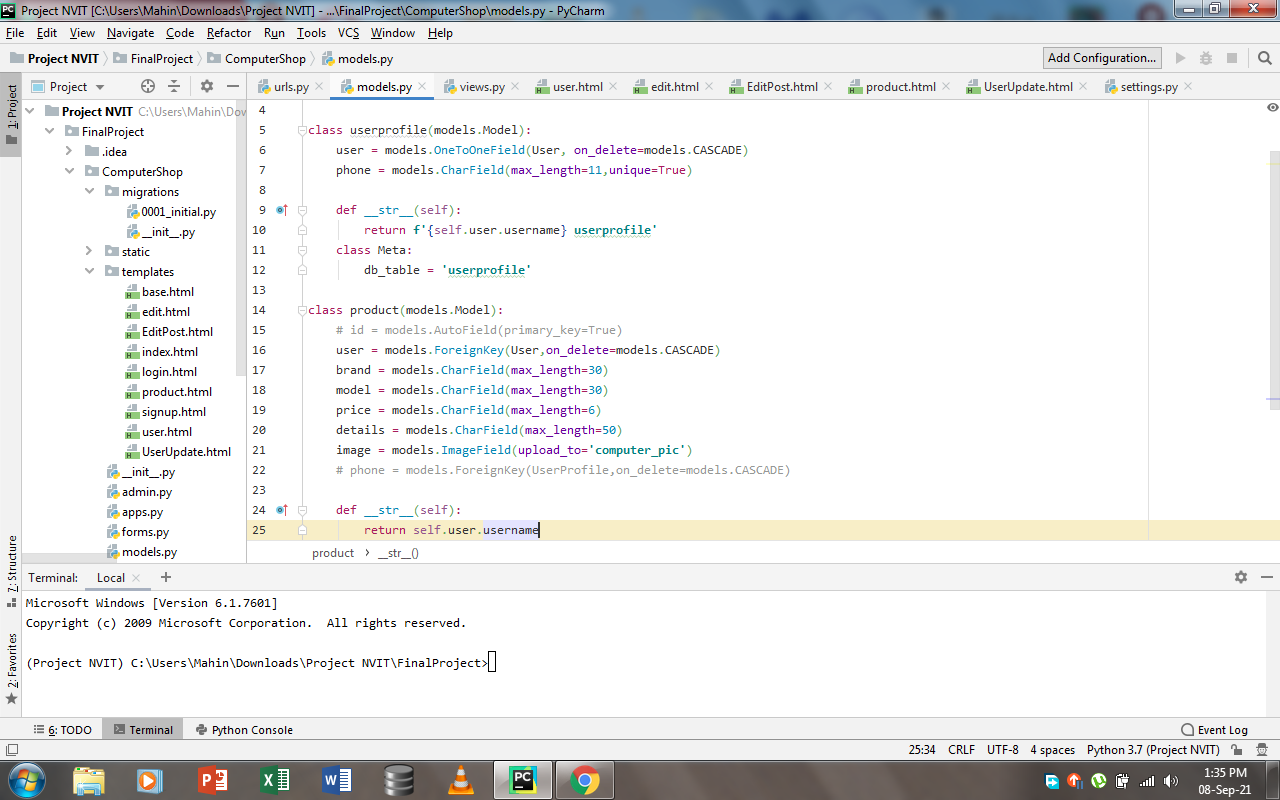 Project NVIT [C:\Users\Mahin\Downloads\Project NVIT] - ...\FinalProject\ComputerShop\models.py - PyCharm
File Edit View Navigate Code Refactor Run Tools VCS Window Help
Project NVIT FinalProject ComputerShop models.py Add Configuration...
1: Project
Project
urls.py models.py views.py user.html edit.html EditPost.html product.html UserUpdate.html settings.py
Project NVIT C:\Users\Mahin\Dow
FinalProject
.idea
ComputerShop
migrations
0001_initial.py
__init__.py
static
templates
base.html
edit.html
EditPost.html
index.html
login.html
product.html
signup.html
user.html
UserUpdate.html
__init__.py
admin.py
apps.py
forms.py
models.py
4
5 class userprofile(models.Model):
6 user = models.OneToOneField(User, on_delete=models.CASCADE)
7 phone = models.CharField(max_length=11,unique=True)
8
9 def __str__(self):
10 return f'{self.user.username} userprofile'
11 class Meta:
12 db_table = 'userprofile'
13
14 class product(models.Model):
15 # id = models.AutoField(primary_key=True)
16 user = models.ForeignKey(User,on_delete=models.CASCADE)
17 brand = models.CharField(max_length=30)
18 model = models.CharField(max_length=30)
19 price = models.CharField(max_length=6)
20 details = models.CharField(max_length=50)
21 image = models.ImageField(upload_to='computer_pic')
22 # phone = models.ForeignKey(UserProfile,on_delete=models.CASCADE)
23
24 def __str__(self):
25 return self.user.username
product __str__()
7: Structure
2: Favorites
Terminal: Local
Microsoft Windows [Version 6.1.7601]
Copyright (c) 2009 Microsoft Corporation.  All rights reserved.
(Project NVIT) C:\Users\Mahin\Downloads\Project NVIT\FinalProject>
6: TODO Terminal Python Console Event Log
25:34 CRLF UTF-8 4 spaces Python 3.7 (Project NVIT)
1:35 PM
08-Sep-21